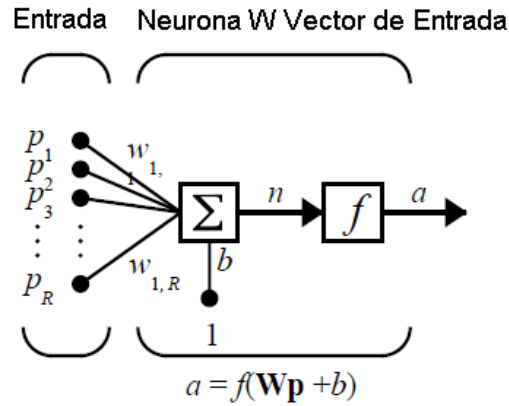 Entrada
Neurona W Vector de Entrada
p1
p2
p3
pR
w1,1
w1,R
Σ
n
f
a
b
1
a = f(Wp +b)